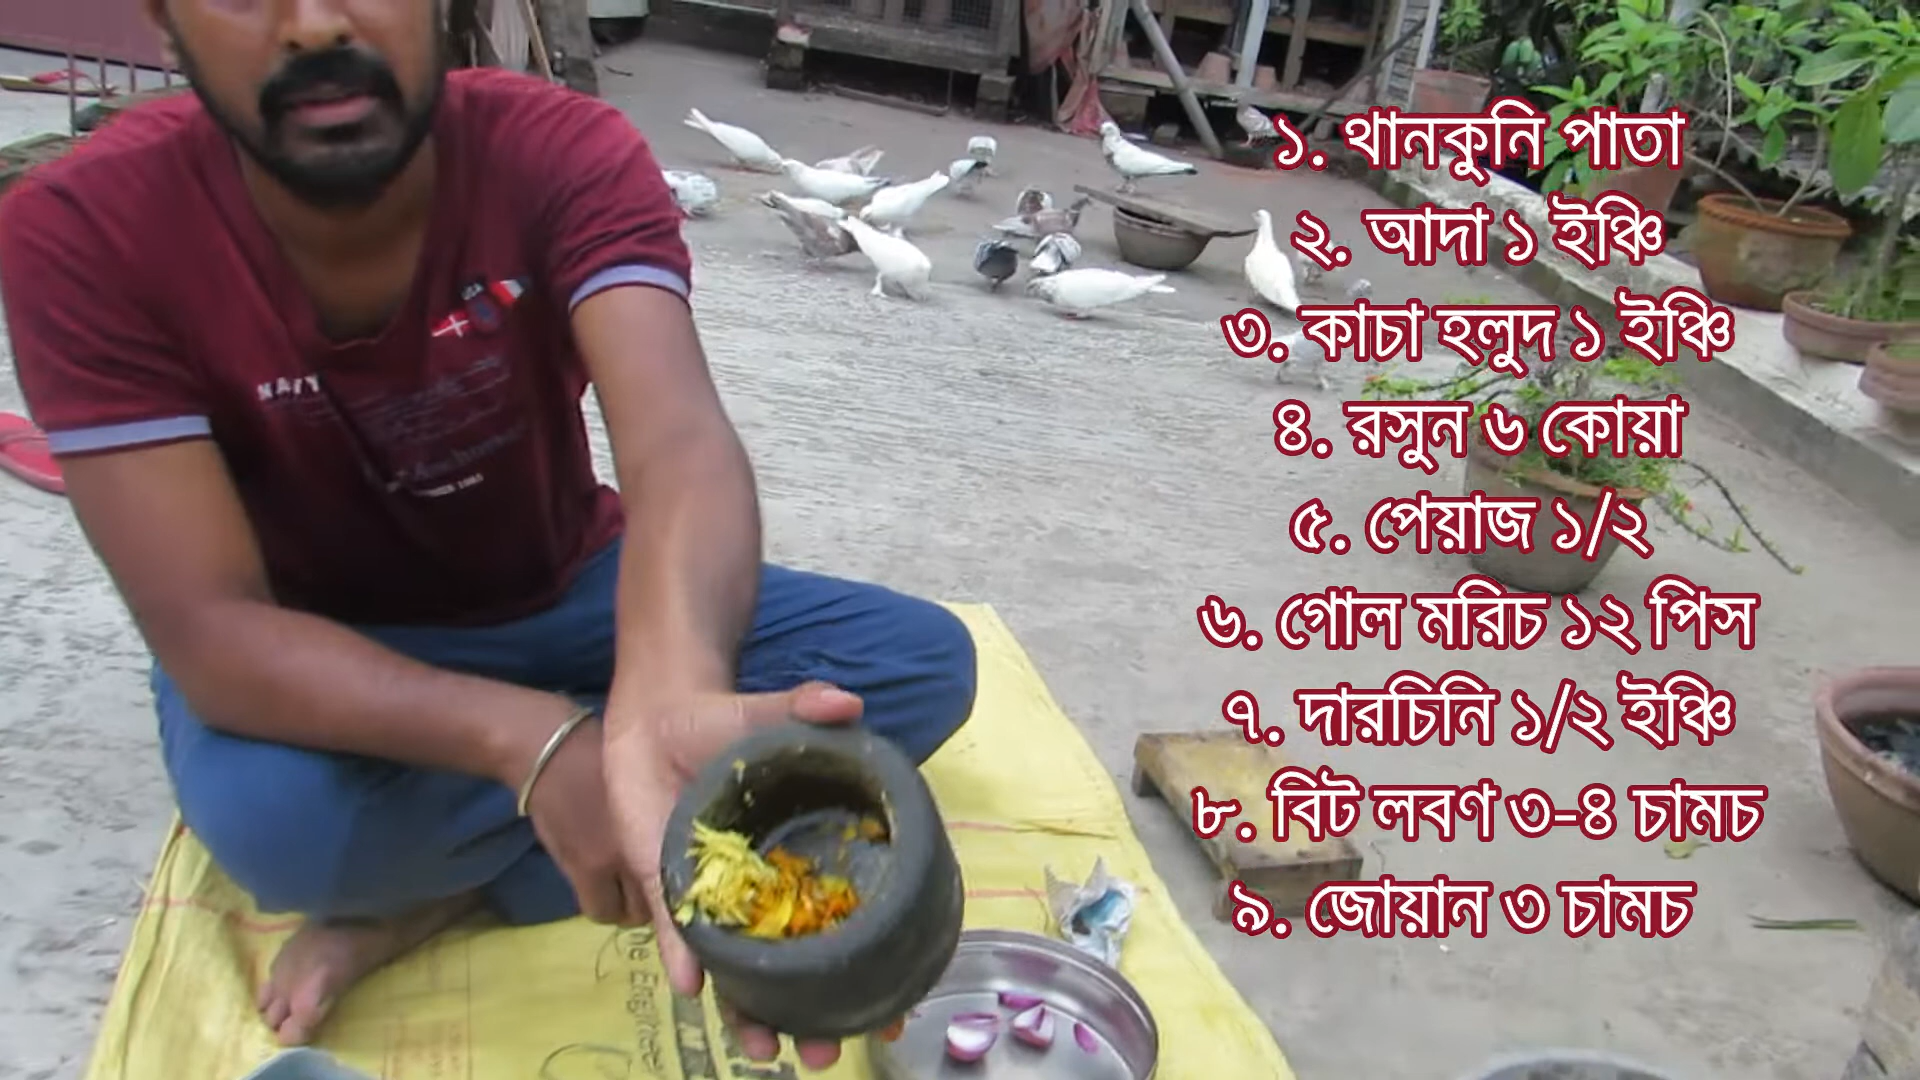 ১. থানকুনি পাতা
২. আদা ১ ইঞ্চি
৩. কাচা হলুদ ১ ইঞ্চি
৪. রসুন ৬ কোয়া
৫. পেয়াজ ১/২
৬. গোল মরিচ ১২ পিস
৭. দারচিনি ১/২ ইঞ্চি
৮. বিট লবণ ৩-৪ চামচ
৯. জোয়ান ৩ চামচ
NAVY